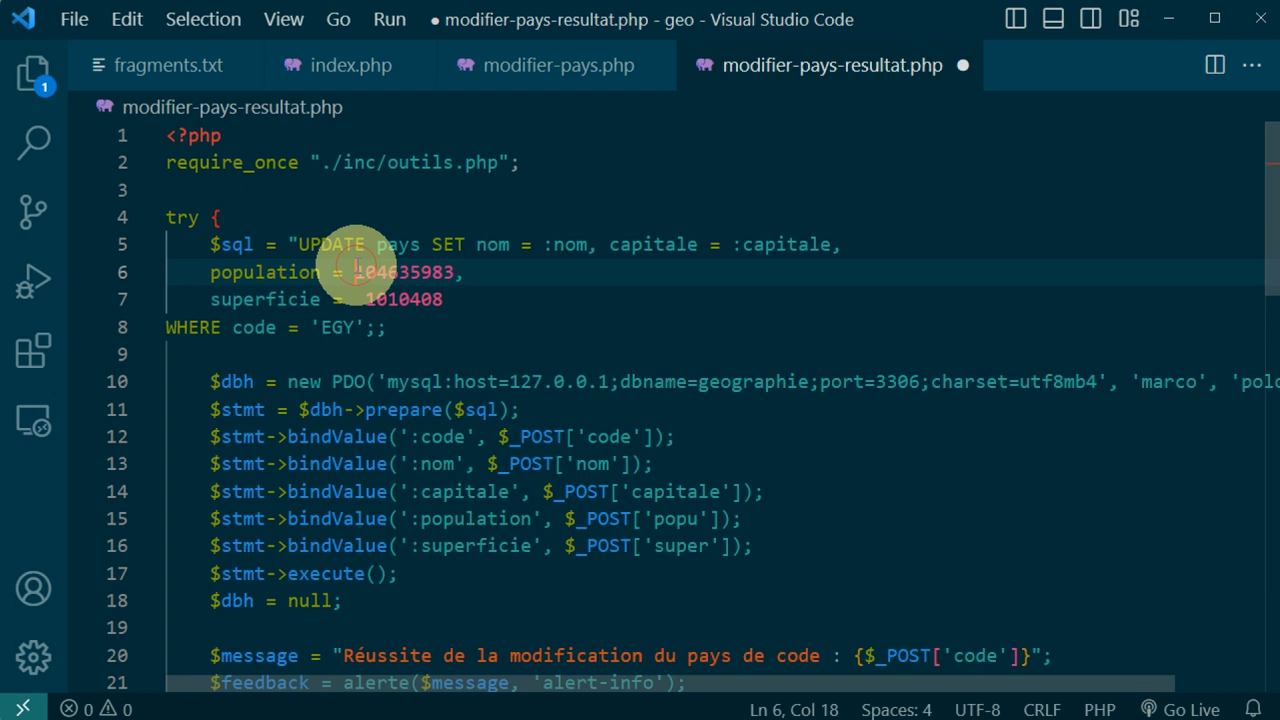 File Edit Selection View Go Run ● modifier-pays-resultat.php - geo - Visual Studio Code
fragments.txt index.php modifier-pays.php modifier-pays-resultat.php
modifier-pays-resultat.php
1
1 <?php
2 require_once "./inc/outils.php";
3
4 try {
5 $sql = "UPDATE pays SET nom = :nom, capitale = :capitale,
6 population = 104635983,
7 superficie = 1010408
8 WHERE code = 'EGY';;
9
10 $dbh = new PDO('mysql:host=127.0.0.1;dbname=geographie;port=3306;charset=utf8mb4', 'marco', 'polo
11 $stmt = $dbh->prepare($sql);
12 $stmt->bindValue(':code', $_POST['code']);
13 $stmt->bindValue(':nom', $_POST['nom']);
14 $stmt->bindValue(':capitale', $_POST['capitale']);
15 $stmt->bindValue(':population', $_POST['popu']);
16 $stmt->bindValue(':superficie', $_POST['super']);
17 $stmt->execute();
18 $dbh = null;
19
20 $message = "Réussite de la modification du pays de code : {$_POST['code']}";
21 $feedback = alerte($message, 'alert-info');
0 0 Ln 6, Col 18 Spaces: 4 UTF-8 CRLF PHP Go Live